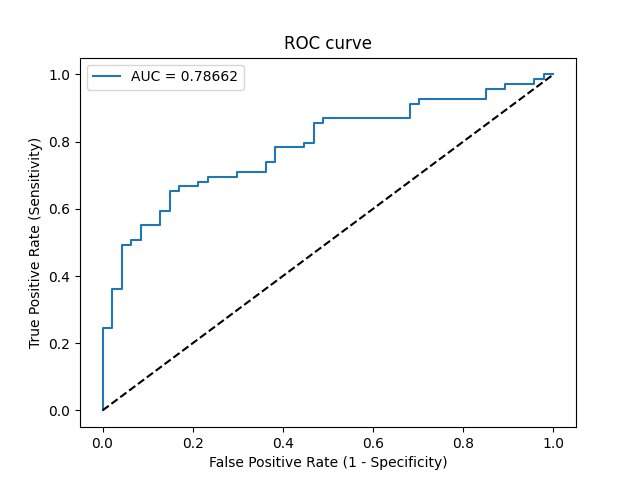 ROC curve
AUC = 0.78662
True Positive Rate (Sensitivity)
1.0
0.8
0.6
0.4
0.2
0.0
0.0 0.2 0.4 0.6 0.8 1.0
False Positive Rate (1 - Specificity)